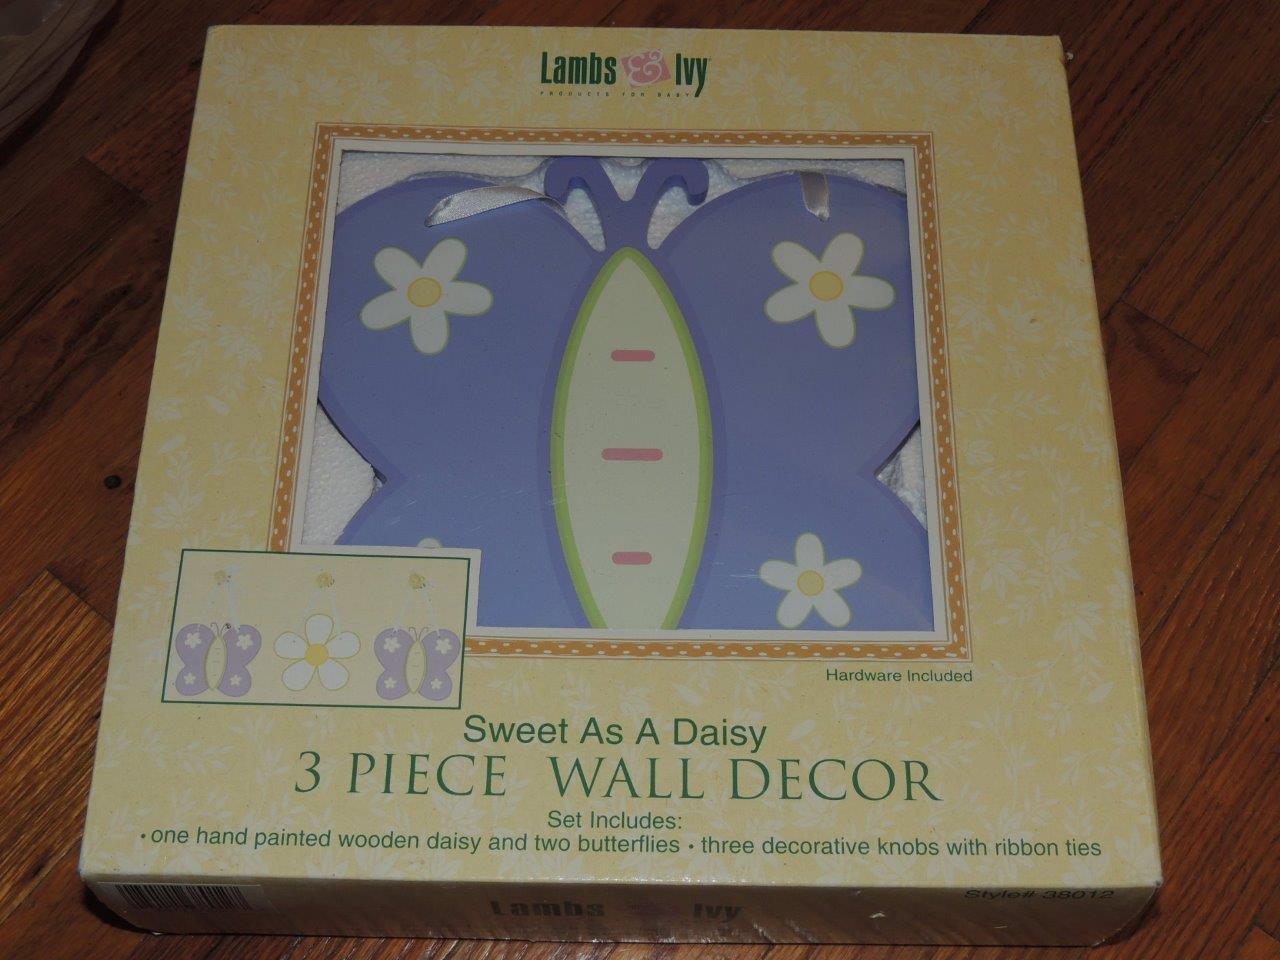 Lambs & Ivy
PRODUCTS FOR BABY
Hardware Included
Sweet As A Daisy
3 PIECE WALL DECOR
Set Includes:
• one hand painted wooden daisy and two butterflies • three decorative knobs with ribbon ties
Style# 38012
Lambs & Ivy